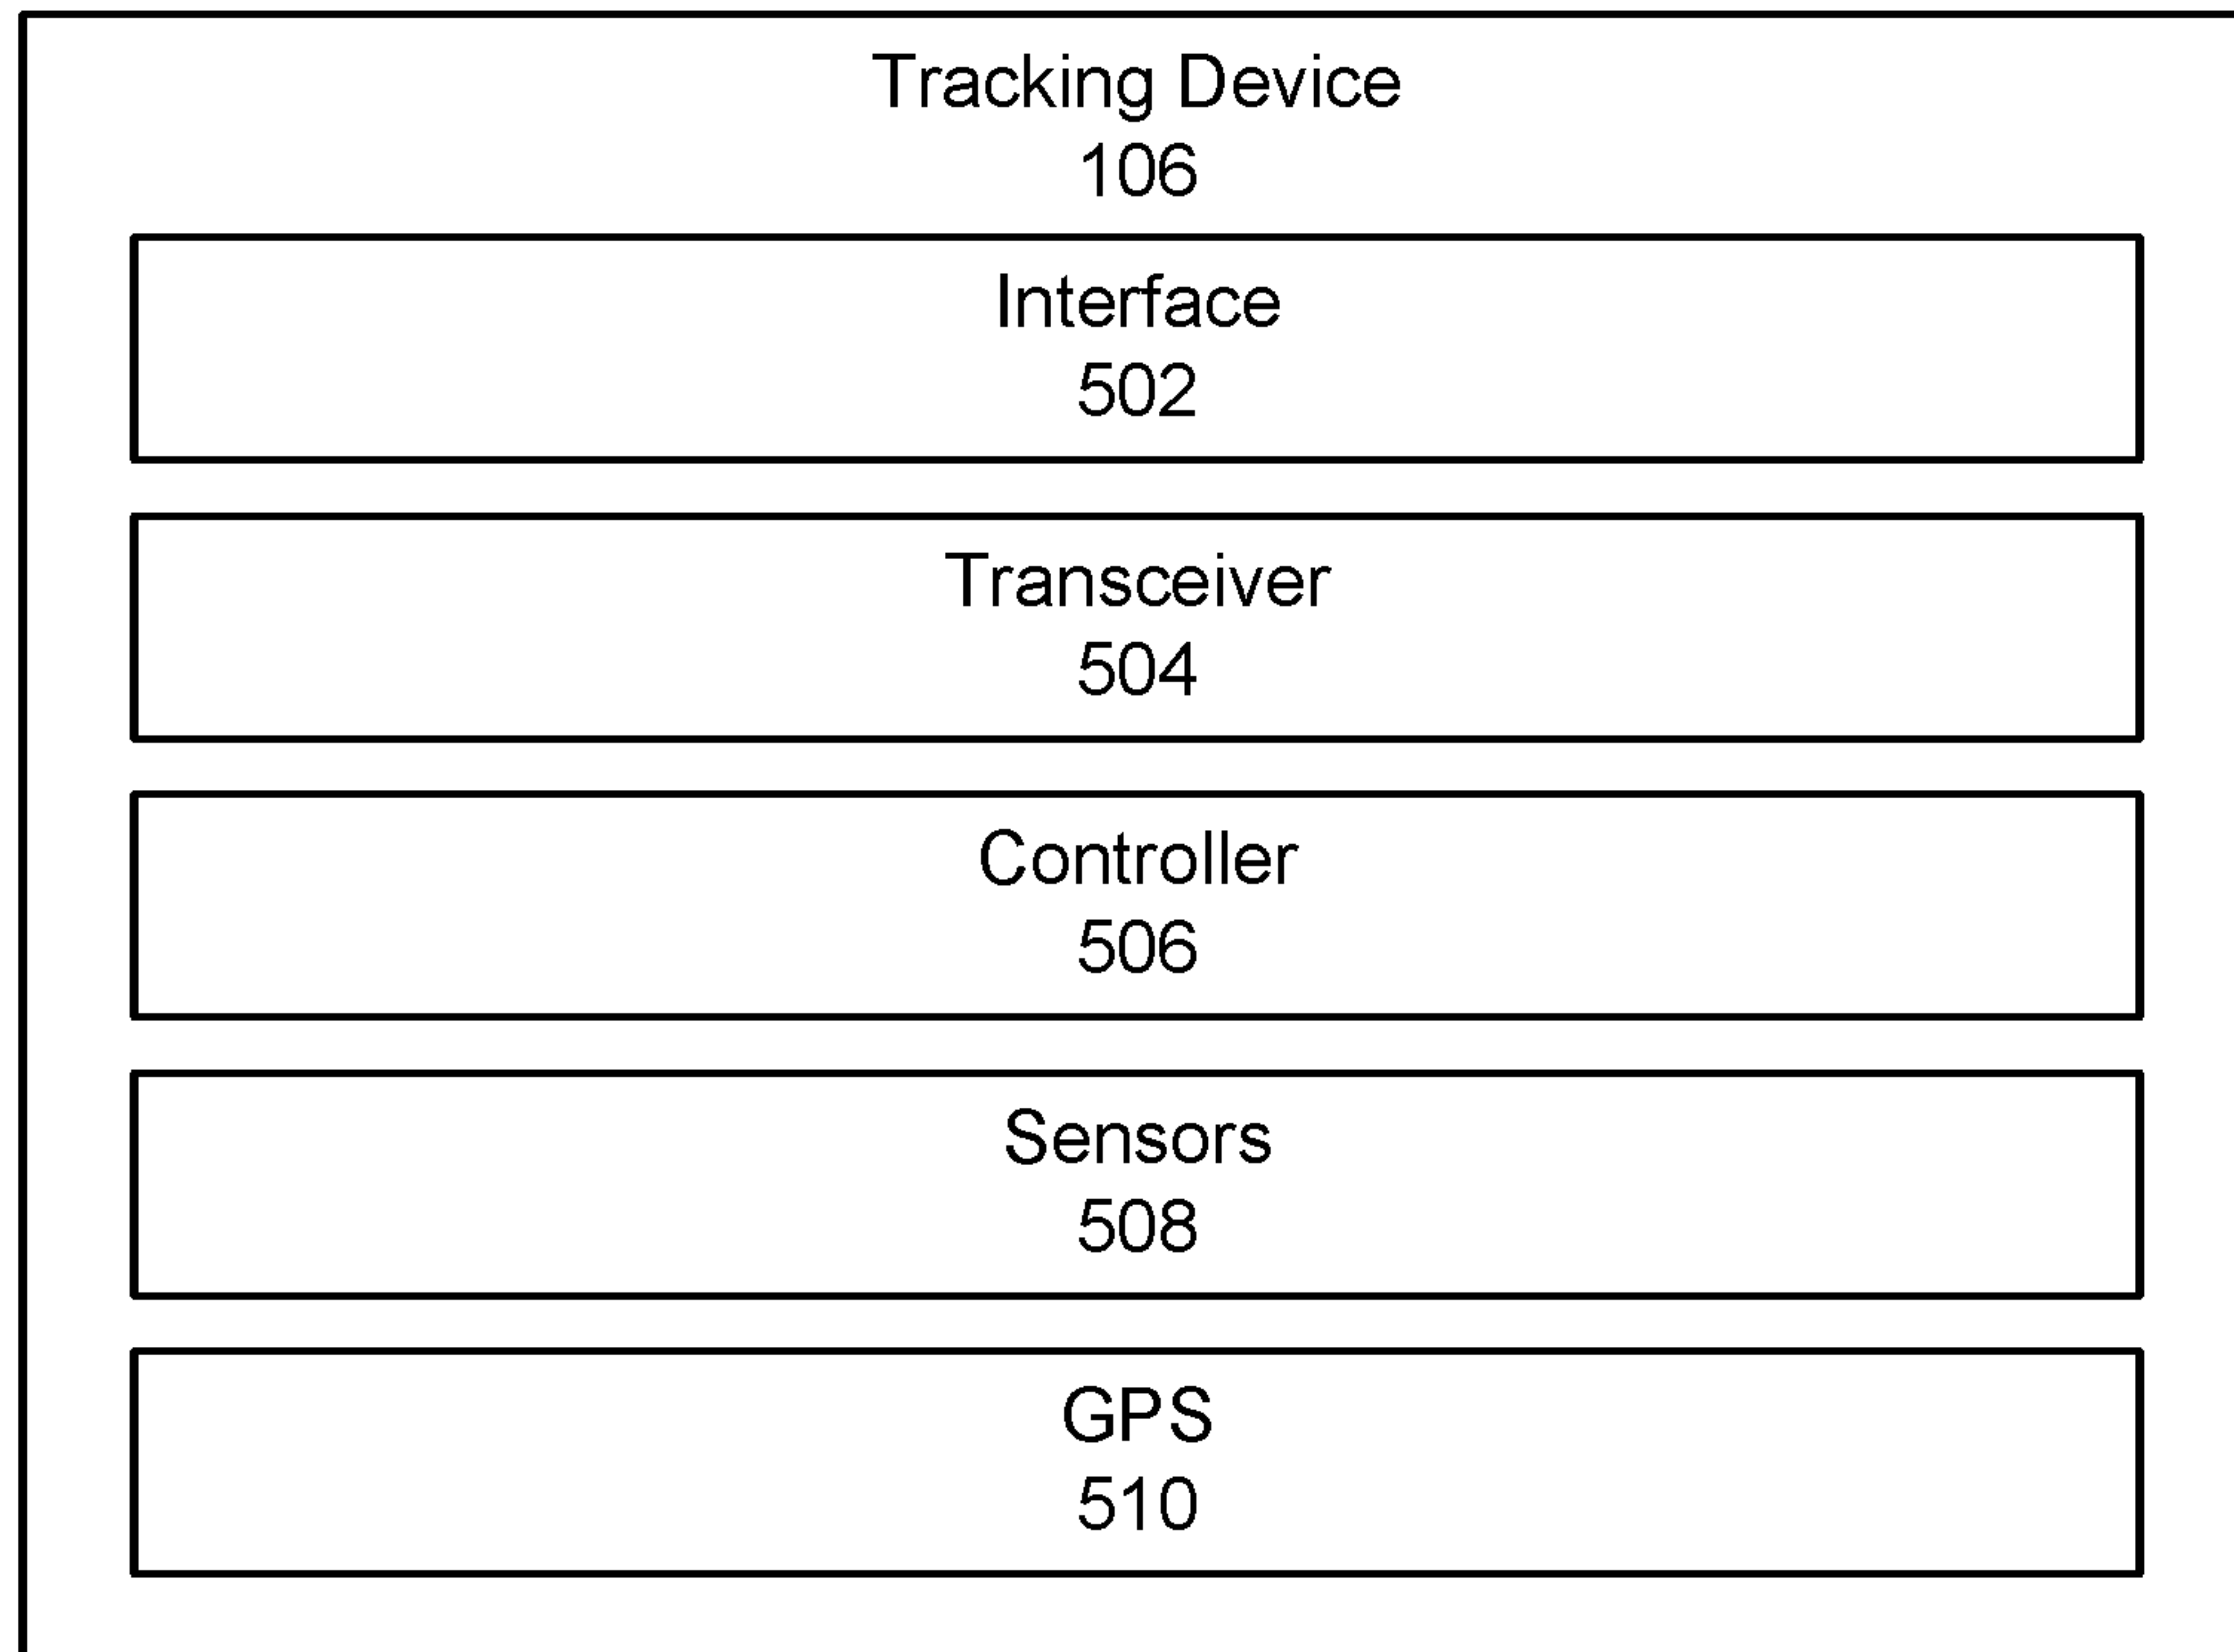 Tracking Device
106
Interface
502
Transceiver
504
Controller
506
Sensors
508
GPS
510